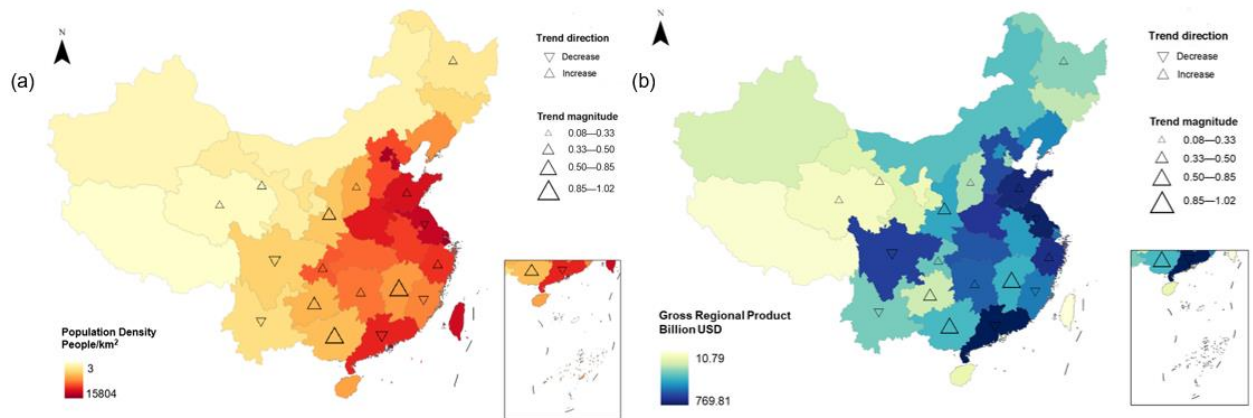 (a)
N
Trend direction
Decrease
Increase
Trend magnitude
0.08—0.33
0.33—0.50
0.50—0.85
0.85—1.02
Population Density
People/km²
3
15804
(b)
N
Trend direction
Decrease
Increase
Trend magnitude
0.08—0.33
0.33—0.50
0.50—0.85
0.85—1.02
Gross Regional Product
Billion USD
10.79
769.81